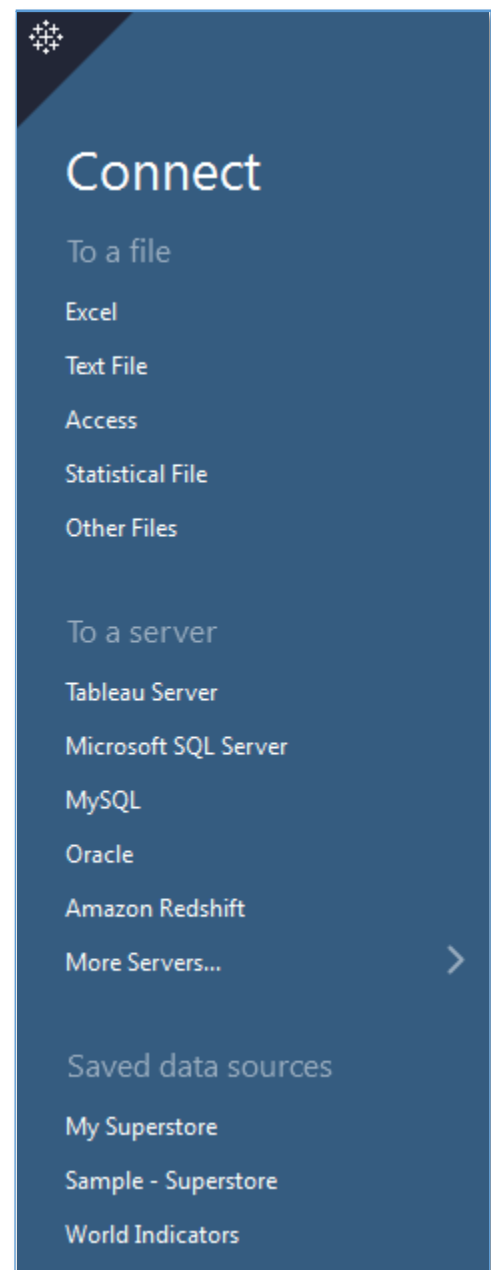 Connect
To a file
Excel
Text File
Access
Statistical File
Other Files
To a server
Tableau Server
Microsoft SQL Server
MySQL
Oracle
Amazon Redshift
More Servers...
Saved data sources
My Superstore
Sample - Superstore
World Indicators